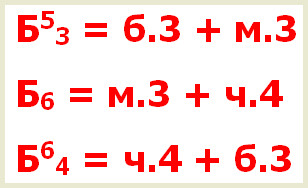 Б⁵₃ = б.3 + м.3
Б₆ = м.3 + ч.4
Б⁶₄ = ч.4 + б.3